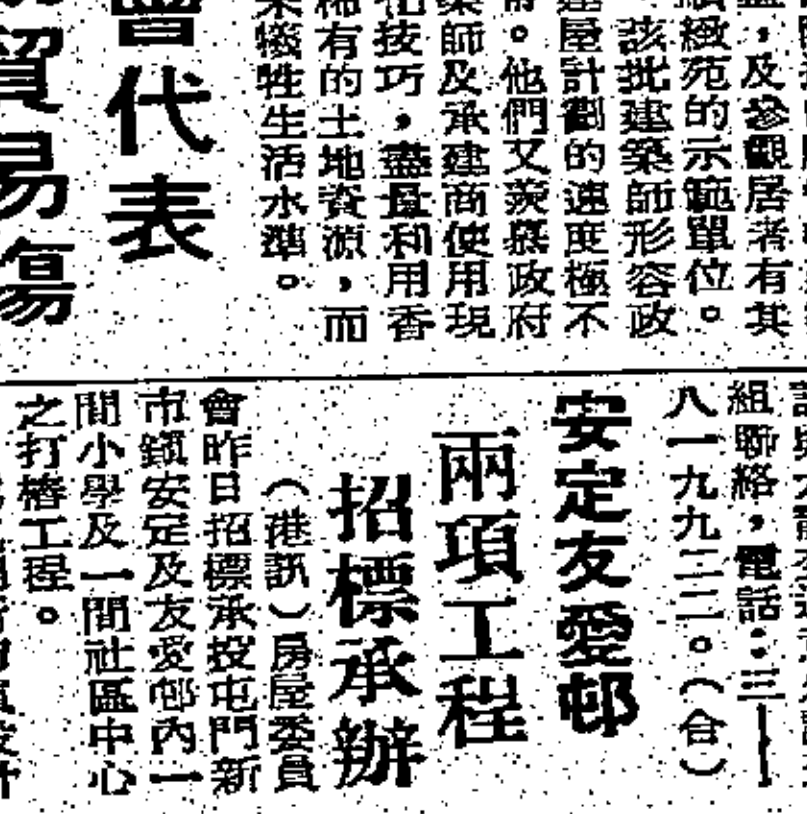 ,及參觀居者有其
緻苑的示範單位。
該批建築師形容政
建屋計劃的速度極不
。他們又羨慕政府
築師及承建商使用現
技巧,盡量利用香
稀有的土地資源,而
未犧牲生活水準。
會代表
貿易
組聯絡,電話:三—
八一九九二二。(合)
安定友愛邨
兩項工程
招標承辦
(港訊)房屋委員
會昨日招標承投屯門新
市鎮安定及友愛邨內一
間小學及一間社區中心
之打樁工程。